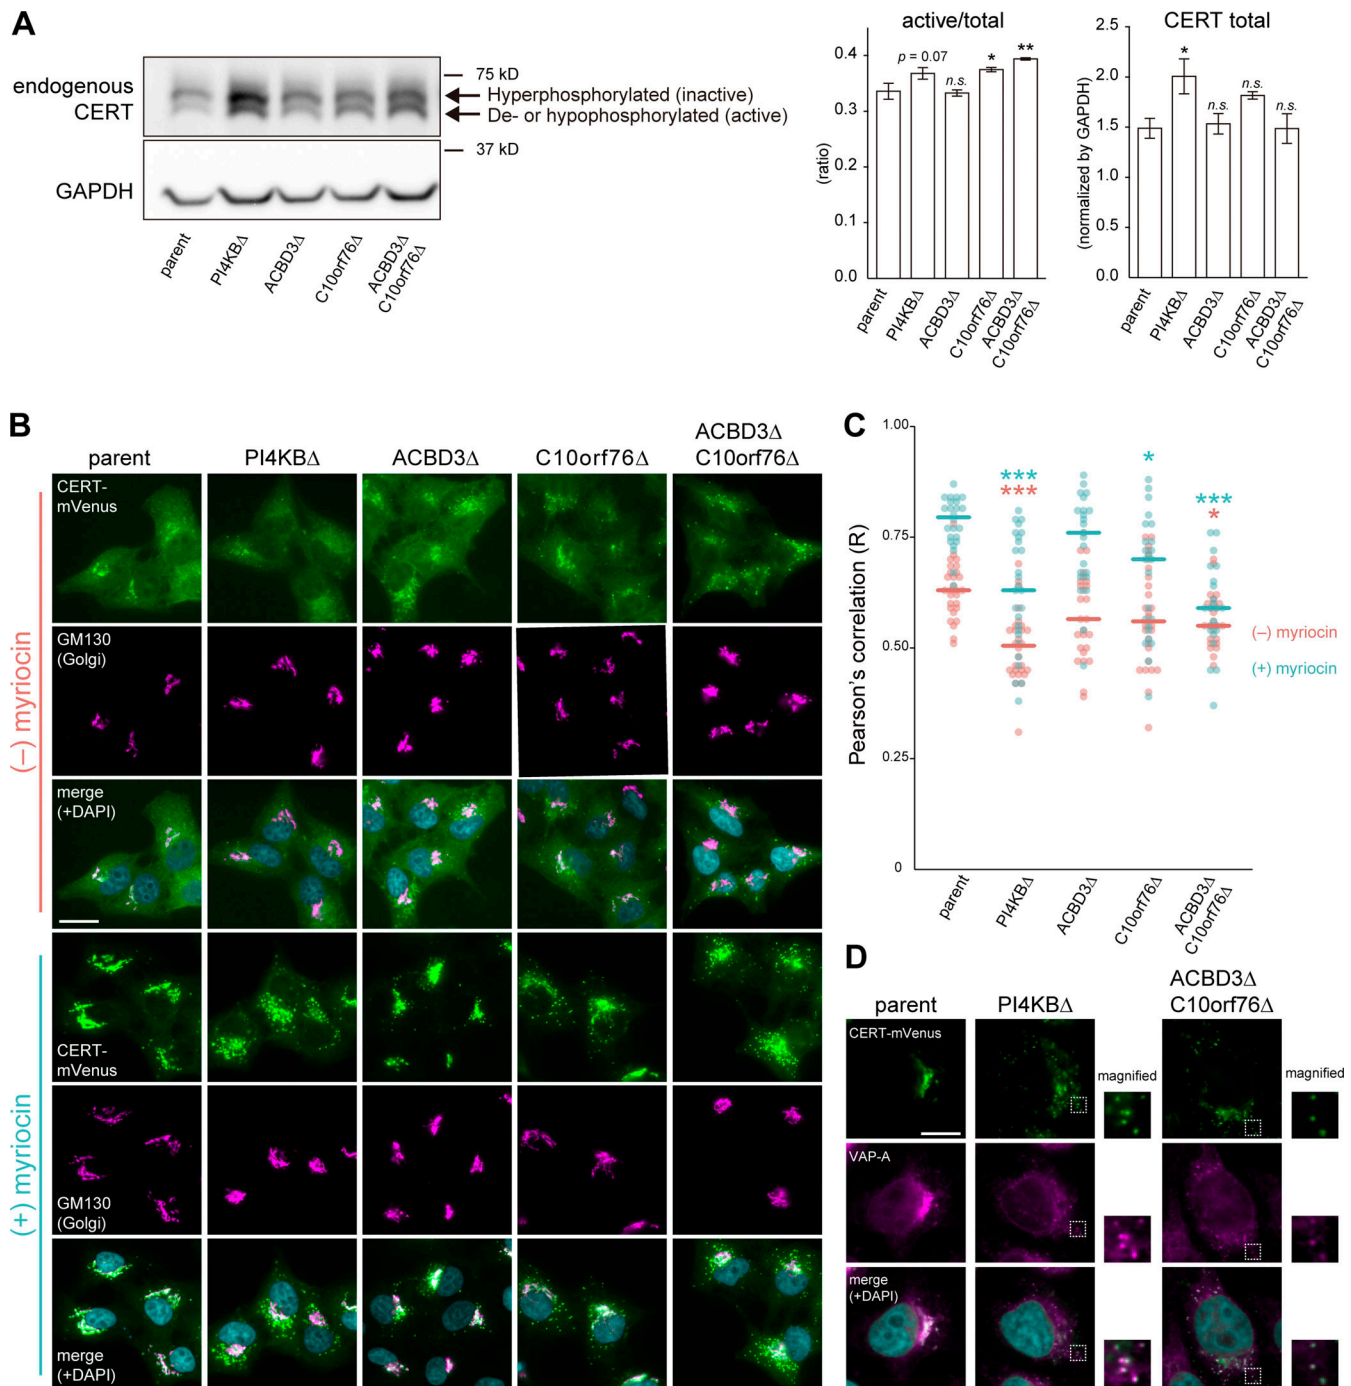 A
endogenous
CERT
GAPDH
75 kD
Hyperphosphorylated (inactive)
De- or hypophosphorylated (active)
37 kD
parent
PI4KBΔ
ACBD3Δ
C10orf76Δ
ACBD3Δ
C10orf76Δ
active/total
(ratio)
0.4
0.3
0.2
0.1
0.0
p = 0.07
n.s.
*
**
parent
PI4KBΔ
ACBD3Δ
C10orf76Δ
ACBD3Δ
C10orf76Δ
CERT total
(normalized by GAPDH)
2.5
2.0
1.5
1.0
0.5
0.0
*
n.s.
n.s.
n.s.
parent
PI4KBΔ
ACBD3Δ
C10orf76Δ
ACBD3Δ
C10orf76Δ
B
parent
PI4KBΔ
ACBD3Δ
C10orf76Δ
ACBD3Δ
C10orf76Δ
(–) myriocin
CERT-
mVenus
GM130
(Golgi)
merge
(+DAPI)
(+) myriocin
CERT-
mVenus
GM130
(Golgi)
merge
(+DAPI)
C
Pearson's correlation (R)
1.00
0.75
0.50
0.25
0
***
***
*
***
*
(–) myriocin
(+) myriocin
parent
PI4KBΔ
ACBD3Δ
C10orf76Δ
ACBD3Δ
C10orf76Δ
D
parent
PI4KBΔ
ACBD3Δ
C10orf76Δ
CERT-mVenus
magnified
magnified
VAP-A
merge
(+DAPI)